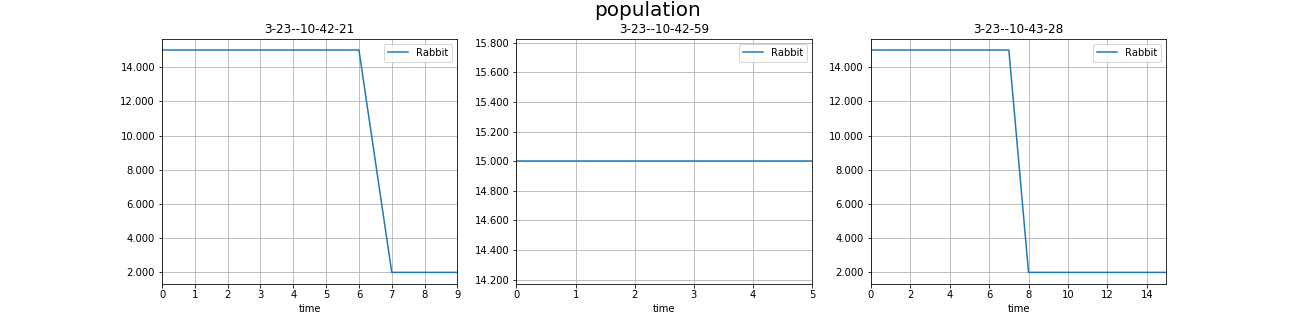 population
3-23--10-42-21
Rabbit
14.000
12.000
10.000
8.000
6.000
4.000
2.000
0 1 2 3 4 5 6 7 8 9
time
3-23--10-42-59
Rabbit
15.800
15.600
15.400
15.200
15.000
14.800
14.600
14.400
14.200
0 1 2 3 4 5
time
3-23--10-43-28
Rabbit
14.000
12.000
10.000
8.000
6.000
4.000
2.000
0 2 4 6 8 10 12 14
time